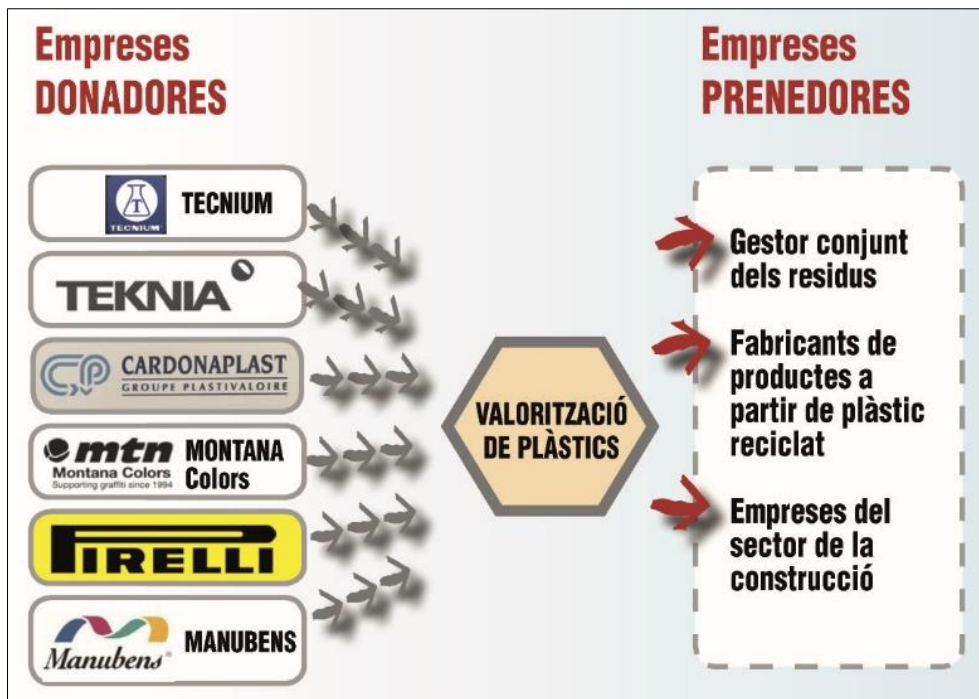 Empreses
DONADORES
Empreses
PRENEDORES
T
TECNIUM
TECNIUM
TEKNIA
CP
CARDONAPLAST
GROUPE PLASTIVALOIRE
mtn
Montana Colors
Supporting graffiti since 1994
MONTANA
Colors
PIRELLI
Manubens
MANUBENS
VALORITZACIÓ
DE PLÀSTICS
Gestor conjunt
dels residus
Fabricants de
productes a
partir de plàstic
reciclat
Empreses del
sector de la
construcció